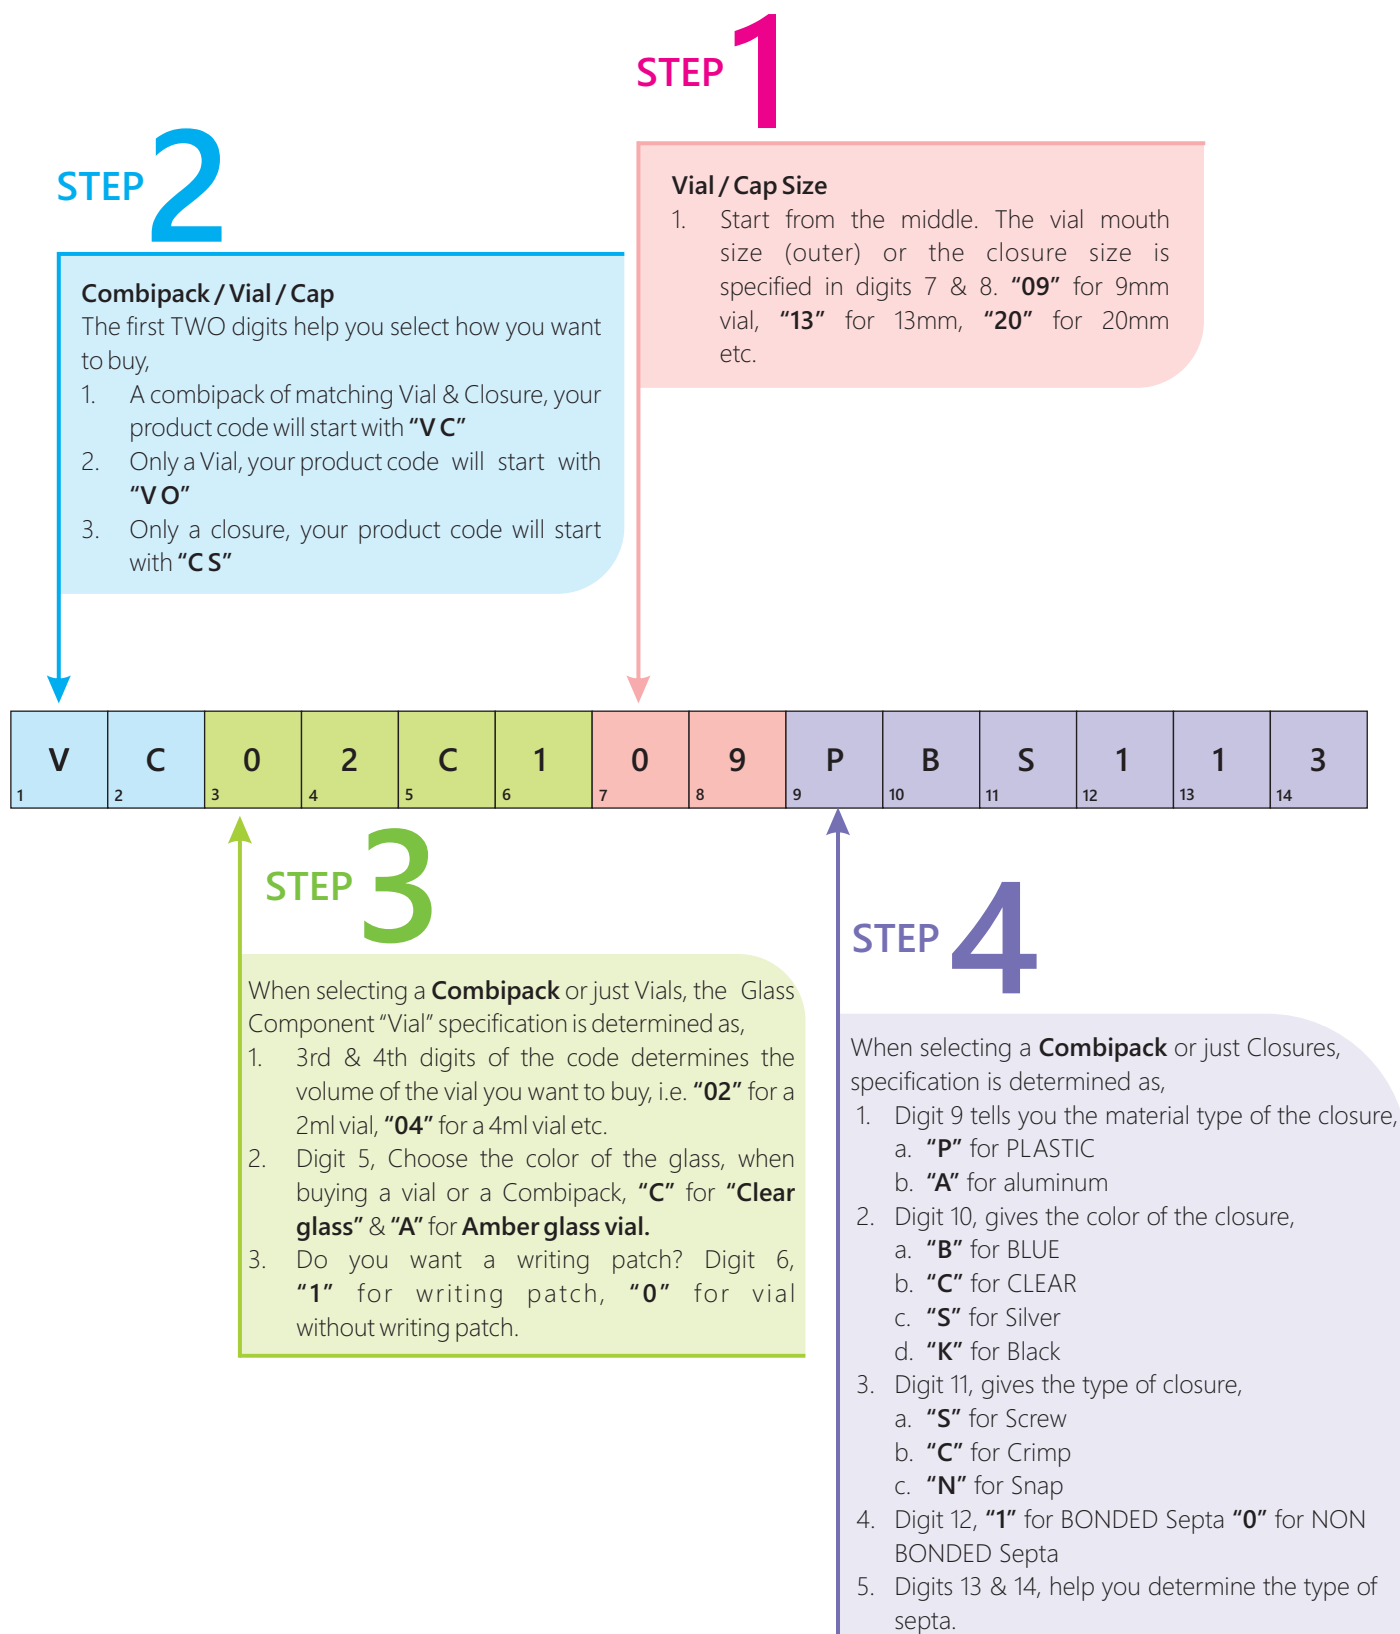 STEP 1
Vial / Cap Size
1. Start from the middle. The vial mouth
size (outer) or the closure size is
specified in digits 7 & 8. “09” for 9mm
vial, “13” for 13mm, “20” for 20mm
etc.
STEP 2
Combipack / Vial / Cap
The first TWO digits help you select how you want
to buy,
1. A combipack of matching Vial & Closure, your
product code will start with “V C”
2. Only a Vial, your product code will start with
“V O”
3. Only a closure, your product code will start
with “C S”
V C 0 2 C 1 0 9 P B S 1 1 3
1 2 3 4 5 6 7 8 9 10 11 12 13 14
STEP 3
When selecting a Combipack or just Vials, the Glass
Component “Vial” specification is determined as,
1. 3rd & 4th digits of the code determines the
volume of the vial you want to buy, i.e. “02” for a
2ml vial, “04” for a 4ml vial etc.
2. Digit 5, Choose the color of the glass, when
buying a vial or a Combipack, “C” for “Clear
glass” & “A” for Amber glass vial.
3. Do you want a writing patch? Digit 6,
“1” for writing patch, “0” for vial
without writing patch.
STEP 4
When selecting a Combipack or just Closures,
specification is determined as,
1. Digit 9 tells you the material type of the closure,
a. “P” for PLASTIC
b. “A” for aluminum
2. Digit 10, gives the color of the closure,
a. “B” for BLUE
b. “C” for CLEAR
c. “S” for Silver
d. “K” for Black
3. Digit 11, gives the type of closure,
a. “S” for Screw
b. “C” for Crimp
c. “N” for Snap
4. Digit 12, “1” for BONDED Septa “0” for NON
BONDED Septa
5. Digits 13 & 14, help you determine the type of
septa.